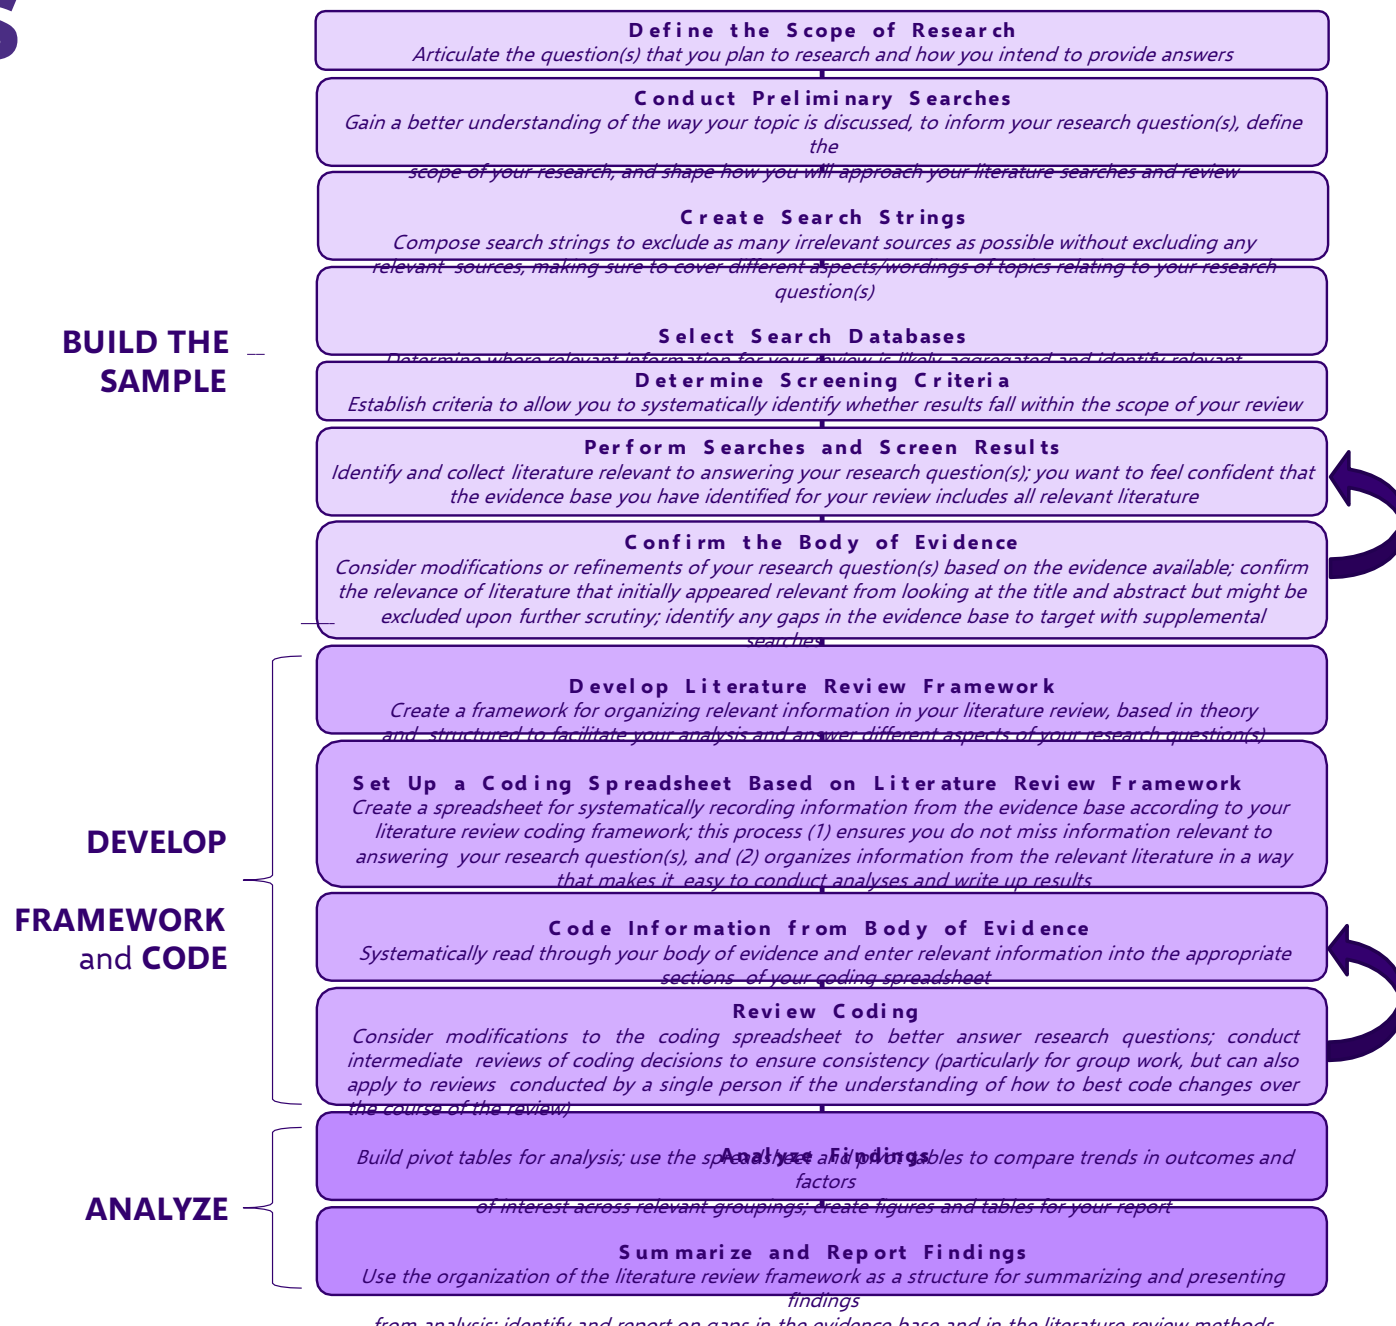 S
Define the Scope of Research
Articulate the question(s) that you plan to research and how you intend to provide answers
Conduct Preliminary Searches
Gain a better understanding of the way your topic is discussed, to inform your research question(s), define
the
scope of your research, and shape how you will approach your literature searches and review
Create Search Strings
Compose search strings to exclude as many irrelevant sources as possible without excluding any
relevant sources, making sure to cover different aspects/wordings of topics relating to your research
question(s)
BUILD THE
SAMPLE
Select Search Databases
Determine where relevant information for your review is likely aggregated and identify relevant
Determine Screening Criteria
Establish criteria to allow you to systematically identify whether results fall within the scope of your review
Perform Searches and Screen Results
Identify and collect literature relevant to answering your research question(s); you want to feel confident that
the evidence base you have identified for your review includes all relevant literature
Confirm the Body of Evidence
Consider modifications or refinements of your research question(s) based on the evidence available; confirm
the relevance of literature that initially appeared relevant from looking at the title and abstract but might be
excluded upon further scrutiny; identify any gaps in the evidence base to target with supplemental
searches
Develop Literature Review Framework
Create a framework for organizing relevant information in your literature review, based in theory
and structured to facilitate your analysis and answer different aspects of your research question(s)
DEVELOP
FRAMEWORK
and CODE
Set Up a Coding Spreadsheet Based on Literature Review Framework
Create a spreadsheet for systematically recording information from the evidence base according to your
literature review coding framework; this process (1) ensures you do not miss information relevant to
answering your research question(s), and (2) organizes information from the relevant literature in a way
that makes it easy to conduct analyses and write up results
Code Information from Body of Evidence
Systematically read through your body of evidence and enter relevant information into the appropriate
sections of your coding spreadsheet
Review Coding
Consider modifications to the coding spreadsheet to better answer research questions; conduct
intermediate reviews of coding decisions to ensure consistency (particularly for group work, but can also
apply to reviews conducted by a single person if the understanding of how to best code changes over
the course of the review)
ANALYZE
Analyze Findings
Build pivot tables for analysis; use the spreadsheet and pivot tables to compare trends in outcomes and
factors
of interest across relevant groupings; create figures and tables for your report
Summarize and Report Findings
Use the organization of the literature review framework as a structure for summarizing and presenting
findings
from analysis; identify and report on gaps in the evidence base and in the literature review methods